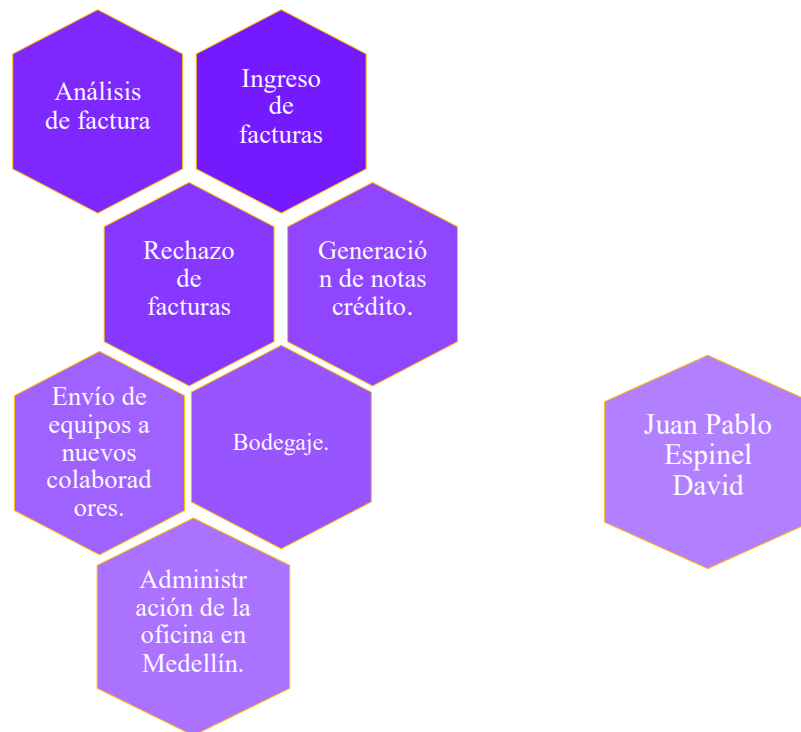 Análisis
de factura
Ingreso
de
facturas
Rechazo
de
facturas
Generació
n de notas
crédito.
Envío de
equipos a
nuevos
colaborad
ores.
Bodegaje.
Administr
ación de la
oficina en
Medellín.
Juan Pablo
Espinel
David